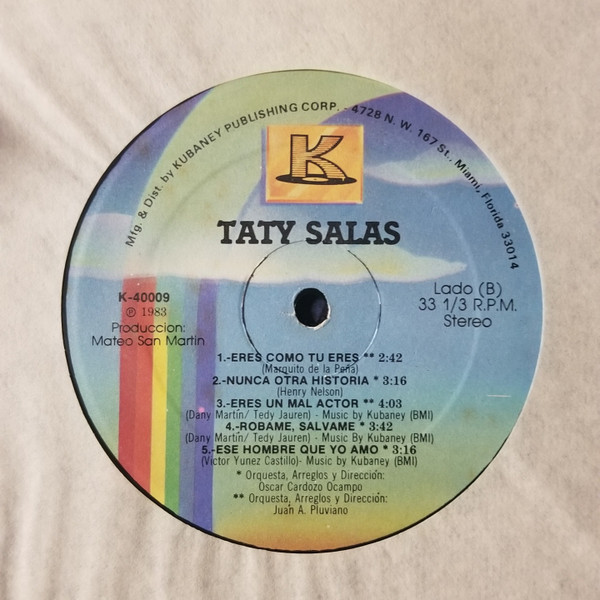 Mfg. & Dist. by KUBANEY PUBLISHING CORP. - 4728 N. W. 167 St., Miami, Florida 33014
K
TATY SALAS
K-40009
℗ 1983
Produccion:
Mateo San Martin
Lado (B)
33 1/3 R.P.M.
Stereo
1.-ERES COMO TU ERES ** 2:42
(Marquito de la Peña)
2.-NUNCA OTRA HISTORIA * 3:16
(Henry Nelson)
3.-ERES UN MAL ACTOR ** 4:03
(Dany Martin/ Tedy Jauren) - Music by Kubaney (BMI)
4.-ROBAME, SALVAME * 3:42
(Dany Martin/ Tedy Jauren) - Music By Kubaney (BMI)
5.-ESE HOMBRE QUE YO AMO * 3:16
(Victor Yunez Castillo)- Music by Kubaney (BMI)
* Orquesta, Arreglos y Dirección:
Oscar Cardozo Ocampo
** Orquesta, Arreglos y Dirección:
Juan A. Pluviano